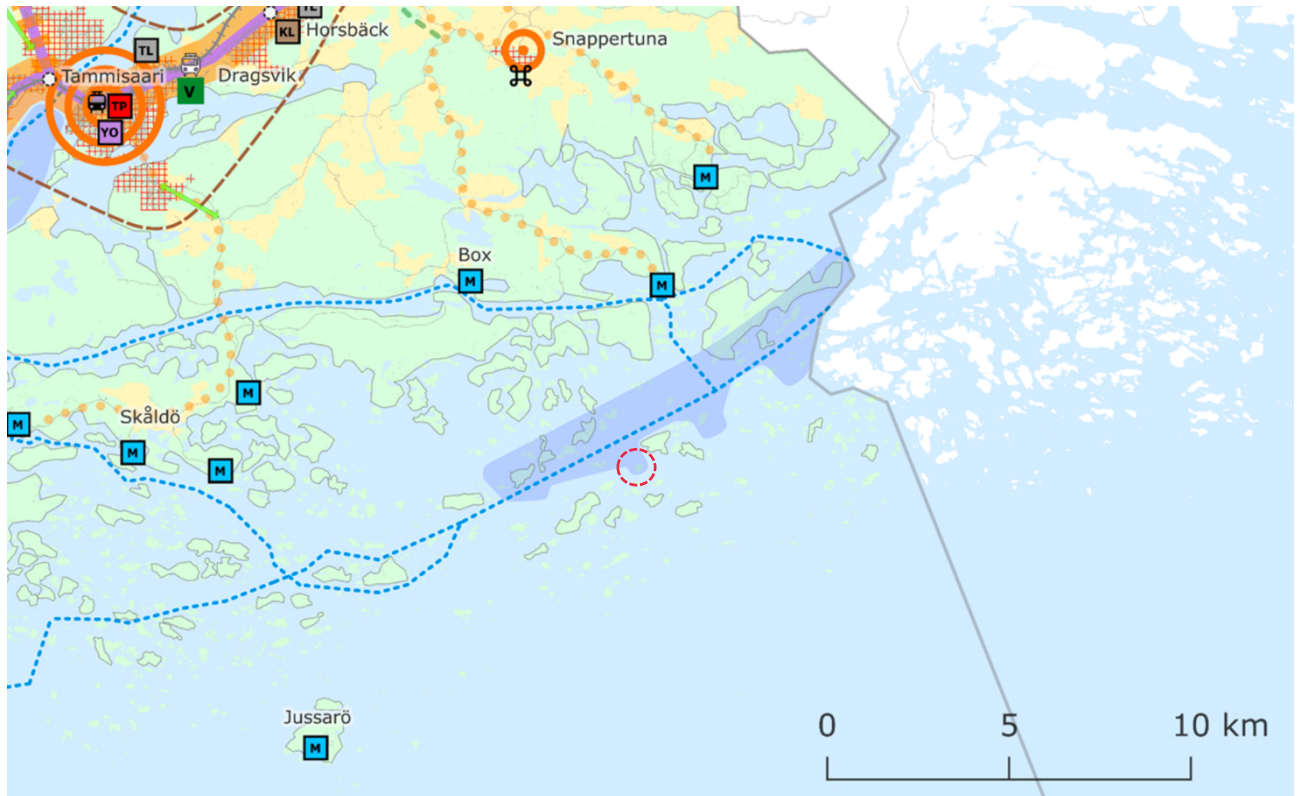 TL
KL
Horsbäck
TL
Snappertuna
Tammisaari
Dragsvik
V
TP
YO
M
Box
M
M
M
Skåldö
M
M
M
Jussarö
M
0
5
10 km